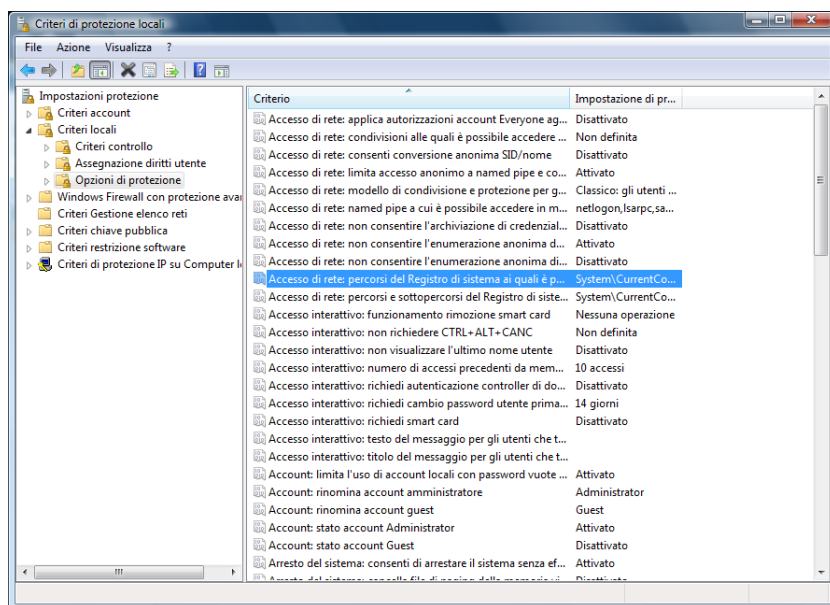 Criteri di protezione locali
File Azione Visualizza ?
Impostazioni protezione
Criteri account
Criteri locali
Criteri controllo
Assegnazione diritti utente
Opzioni di protezione
Windows Firewall con protezione avar
Criteri Gestione elenco reti
Criteri chiave pubblica
Criteri restrizione software
Criteri di protezione IP su Computer l
Criterio Impostazione di pr...
Accesso di rete: applica autorizzazioni account Everyone ag... Disattivato
Accesso di rete: condivisioni alle quali è possibile accedere ... Non definita
Accesso di rete: consenti conversione anonima SID/nome Disattivato
Accesso di rete: limita accesso anonimo a named pipe e co... Attivato
Accesso di rete: modello di condivisione e protezione per g... Classico: gli utenti ...
Accesso di rete: named pipe a cui è possibile accedere in m... netlogon,lsarpc,sa...
Accesso di rete: non consentire l'archiviazione di credenzial... Disattivato
Accesso di rete: non consentire l'enumerazione anonima d... Attivato
Accesso di rete: non consentire l'enumerazione anonima di... Disattivato
Accesso di rete: percorsi del Registro di sistema ai quali è p... System\CurrentCo...
Accesso di rete: percorsi e sottopercorsi del Registro di siste... System\CurrentCo...
Accesso interattivo: funzionamento rimozione smart card Nessuna operazione
Accesso interattivo: non richiedere CTRL+ALT+CANC Non definita
Accesso interattivo: non visualizzare l'ultimo nome utente Disattivato
Accesso interattivo: numero di accessi precedenti da mem... 10 accessi
Accesso interattivo: richiedi autenticazione controller di do... Disattivato
Accesso interattivo: richiedi cambio password utente prima... 14 giorni
Accesso interattivo: richiedi smart card Disattivato
Accesso interattivo: testo del messaggio per gli utenti che t...
Accesso interattivo: titolo del messaggio per gli utenti che t...
Account: limita l'uso di account locali con password vuote ... Attivato
Account: rinomina account amministratore Administrator
Account: rinomina account guest Guest
Account: stato account Administrator Attivato
Account: stato account Guest Disattivato
Arresto del sistema: consenti di arrestare il sistema senza ef... Attivato